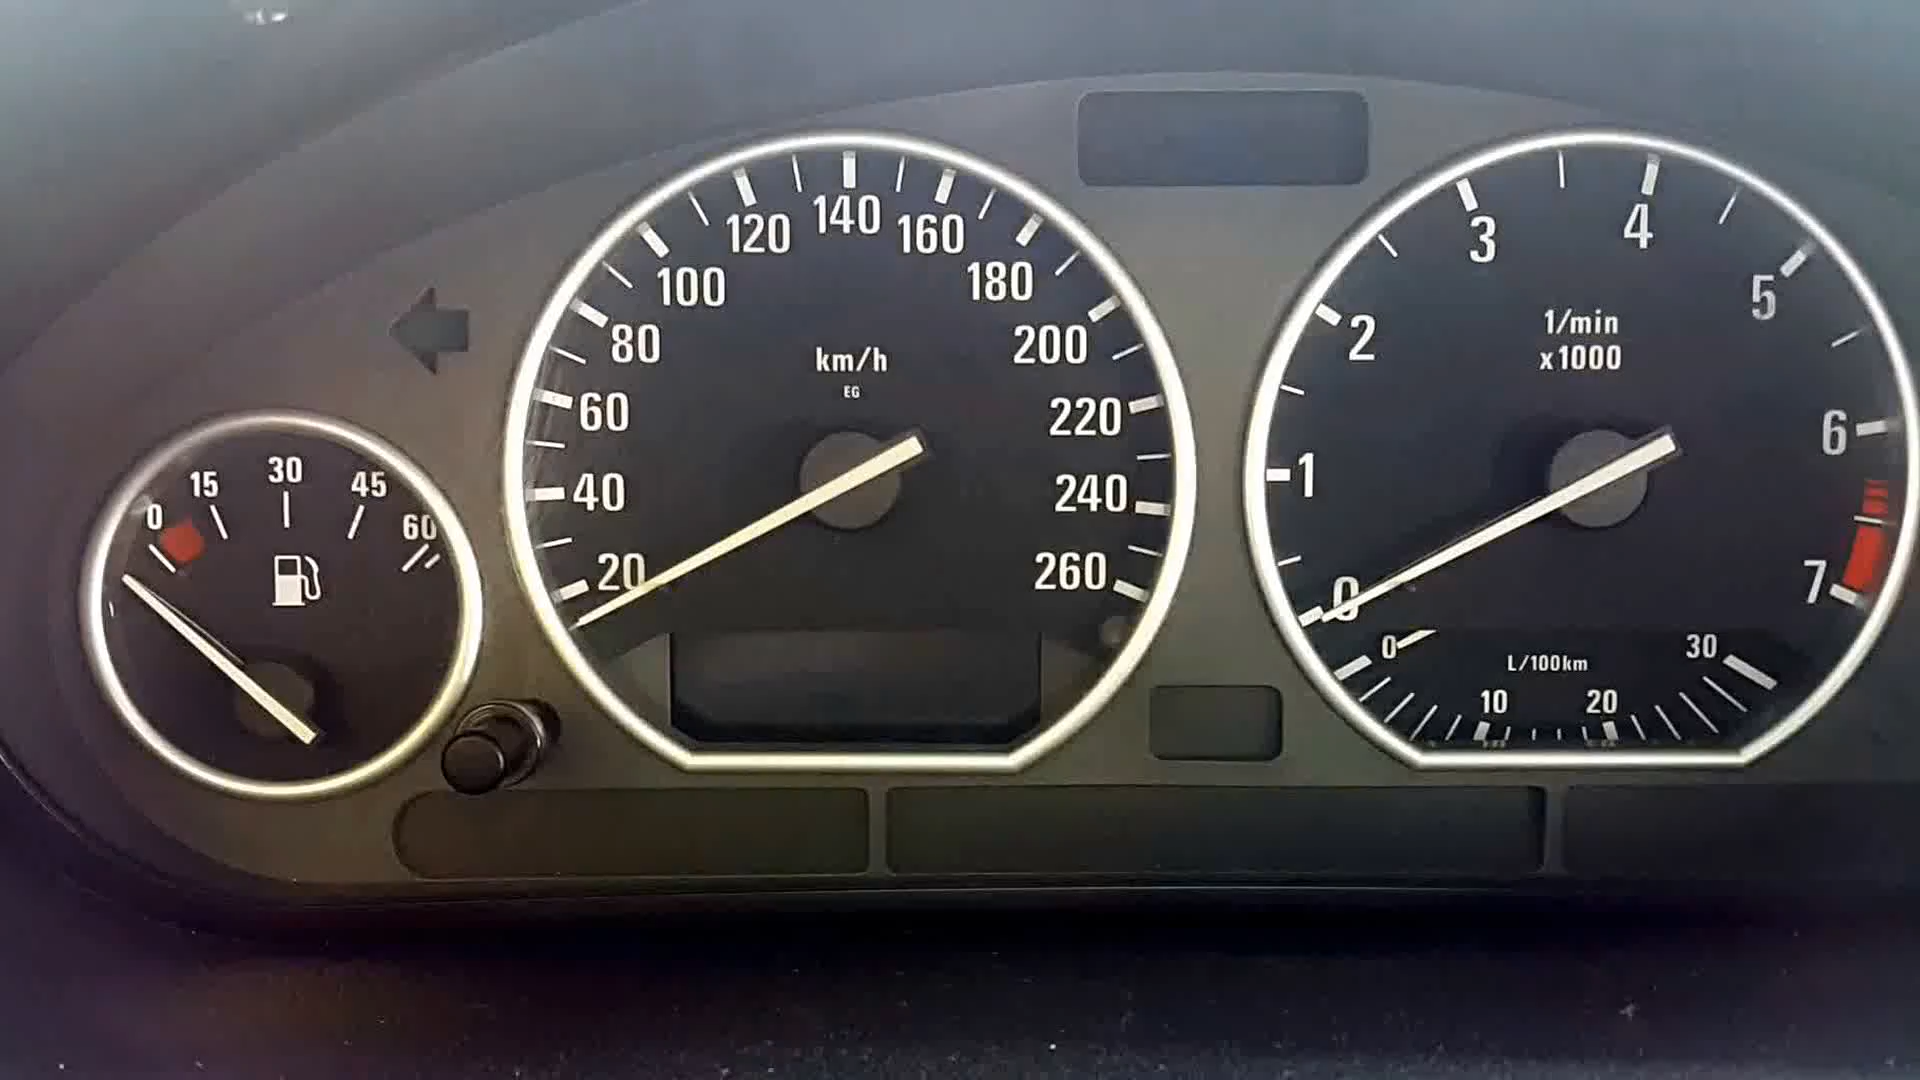 0 15 30 45 60
20 40 60 80 100 120 140 160 180 200 220 240 260
km/h
EG
0 1 2 3 4 5 6 7
1/min
x1000
0 10 20 30
L/100km